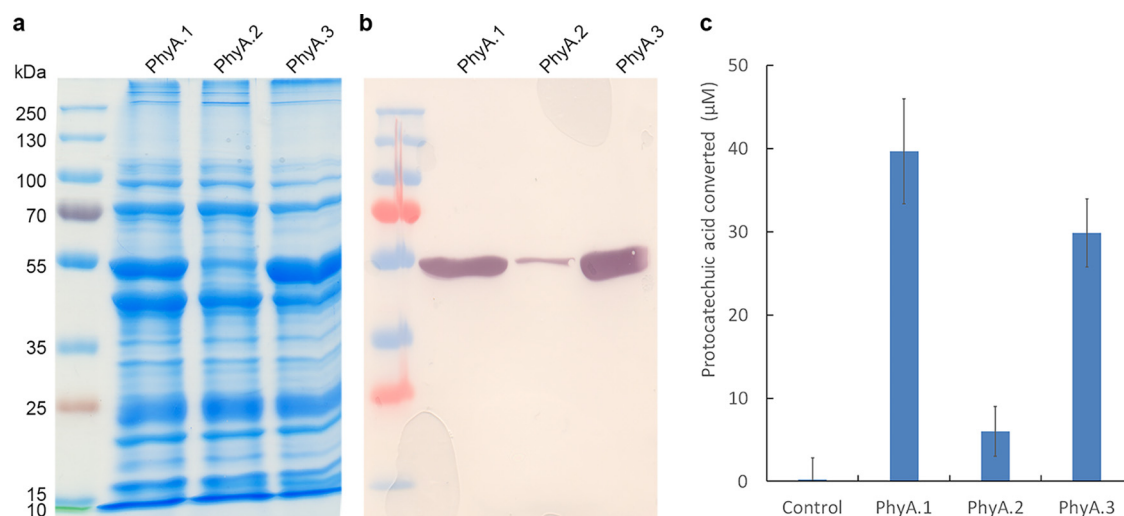 a
PhyA.1
PhyA.2
PhyA.3
kDa
250
130
100
70
55
35
25
15
10
b
PhyA.1
PhyA.2
PhyA.3
c
Protocatechuic acid converted (μM)
50
40
30
20
10
0
Control PhyA.1 PhyA.2 PhyA.3